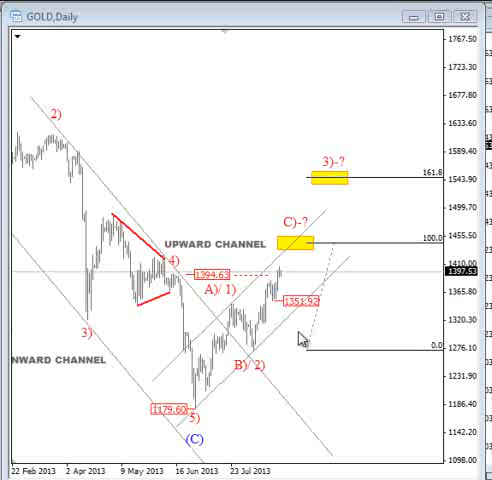 GOLD,Daily
1767.50
1723.30
1677.80
1633.60
1589.40
1543.90
1499.70
1455.50
1410.00
1397.53
1365.80
1320.30
1276.10
1231.90
1186.40
1142.20
1098.00
2)
3)-?
161.8
C)-?
UPWARD CHANNEL
100.0
4)
1394.63
A)/ 1)
1351.92
3)
0.0
NWARD CHANNEL
B)/ 2)
1179.60
5)
(C)
22 Feb 2013
2 Apr 2013
9 May 2013
16 Jun 2013
23 Jul 2013